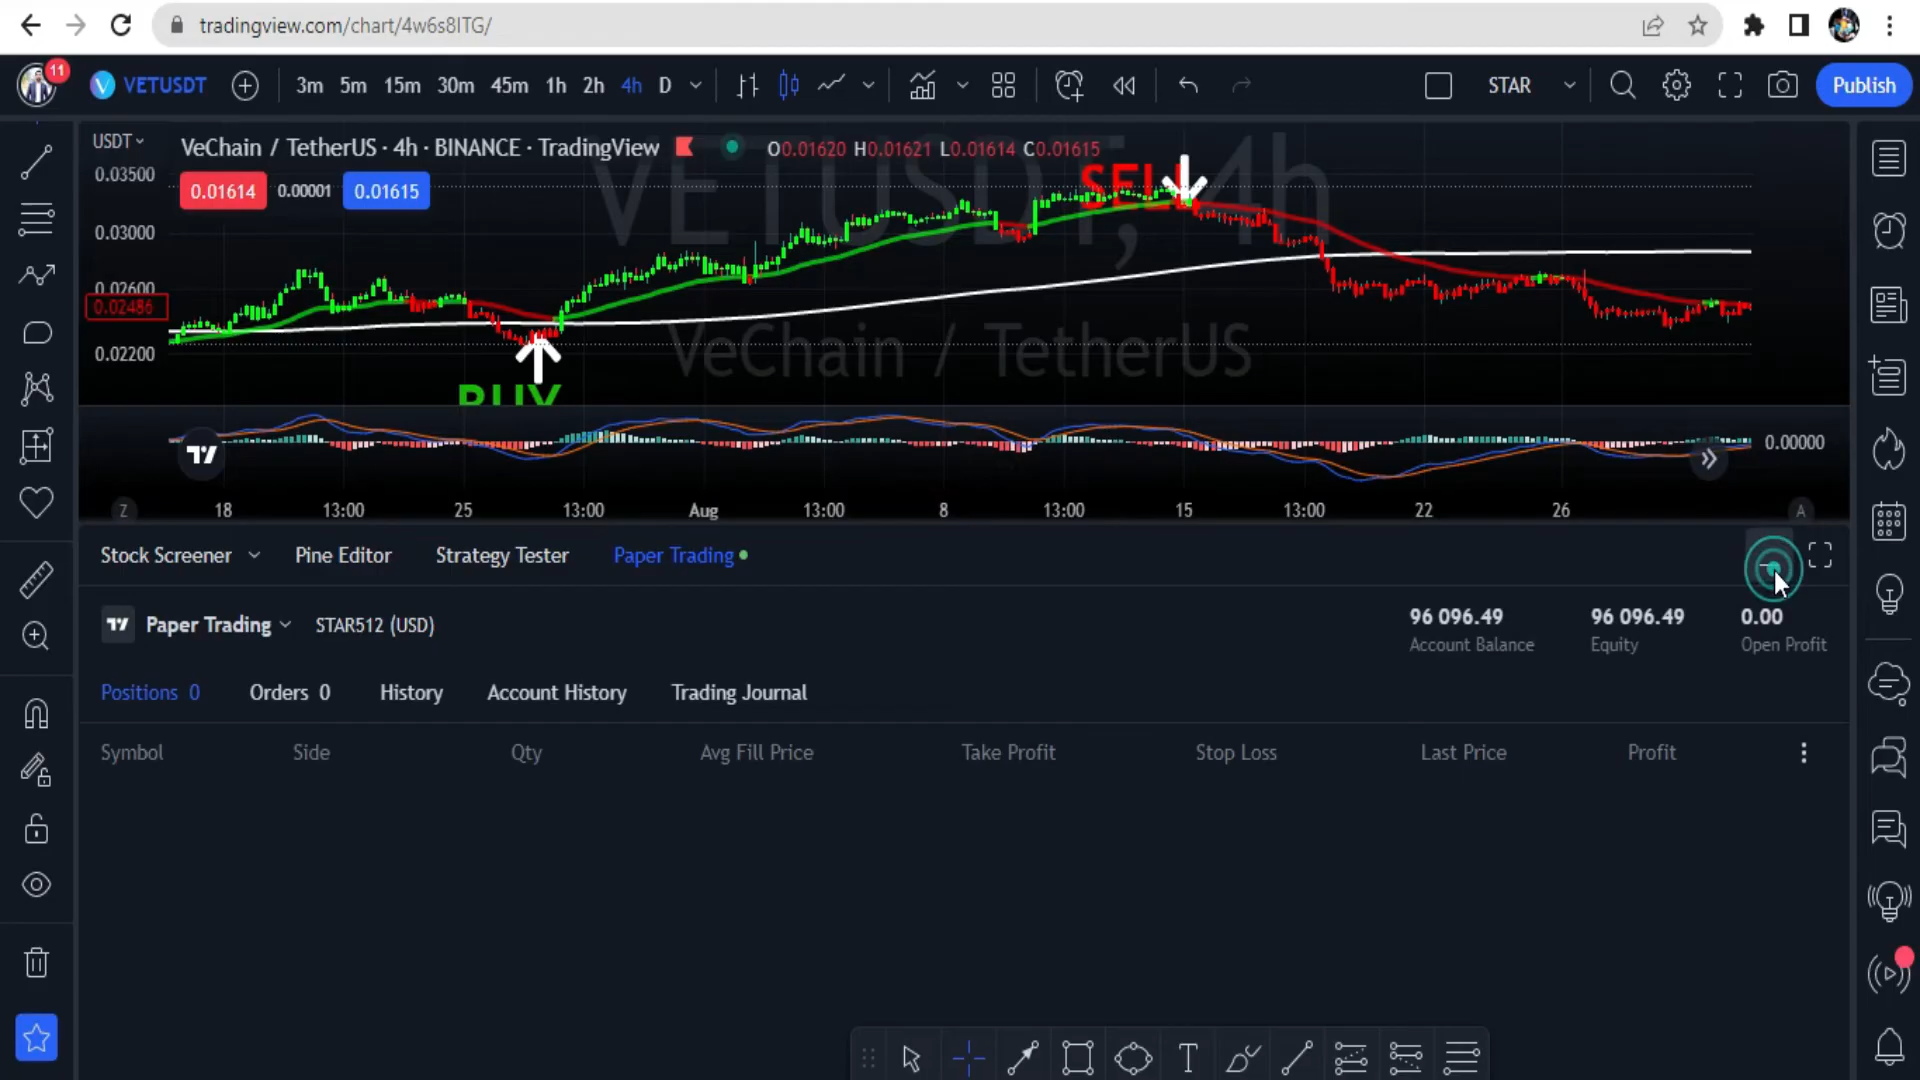 tradingview.com/chart/4w6s8ITG/
11
VETUSDT 3m 5m 15m 30m 45m 1h 2h 4h D STAR Publish
USDT VeChain / TetherUS · 4h · BINANCE · TradingView O0.01620 H0.01621 L0.01614 C0.01615
0.03500
0.01614 0.00001 0.01615
SELL
VETUSDT, 4h
0.03000
0.02600
0.02486
VeChain / TetherUS
0.02200
BUY
0.00000
Z 18 13:00 25 13:00 Aug 13:00 8 13:00 15 13:00 22 26 A
Stock Screener Pine Editor Strategy Tester Paper Trading
Paper Trading STAR512 (USD)
96 096.49 96 096.49 0.00
Account Balance Equity Open Profit
Positions 0 Orders 0 History Account History Trading Journal
Symbol Side Qty Avg Fill Price Take Profit Stop Loss Last Price Profit